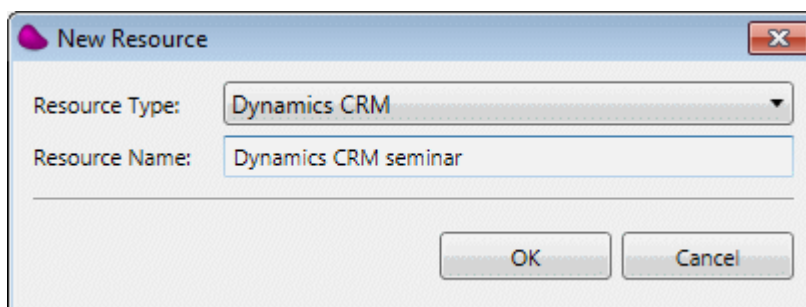 New Resource
Resource Type: Dynamics CRM
Resource Name: Dynamics CRM seminar
OK Cancel